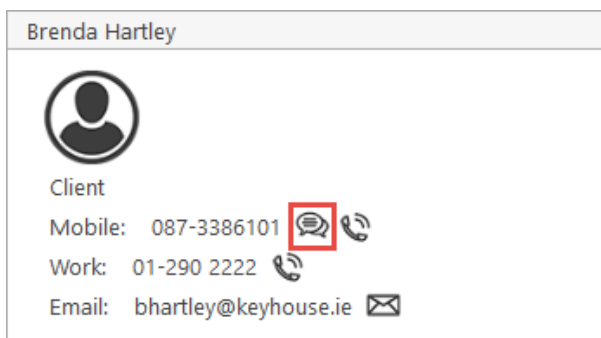 Brenda Hartley
Client
Mobile: 087-3386101
Work: 01-290 2222
Email: bhartley@keyhouse.ie